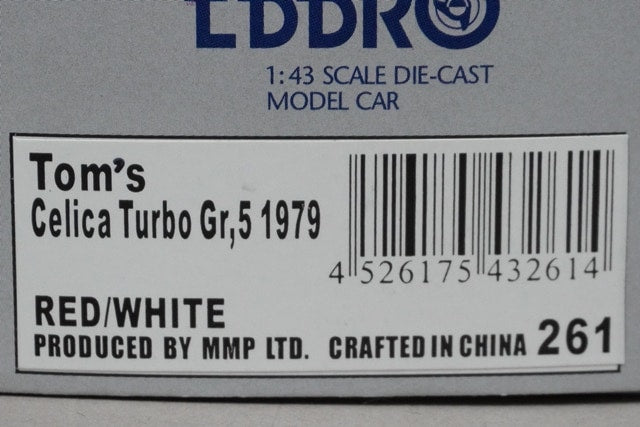 EBBRO
1:43 SCALE DIE-CAST
MODEL CAR
Tom's
Celica Turbo Gr,5 1979
4 526175 432614
RED/WHITE
PRODUCED BY MMP LTD. CRAFTED IN CHINA 261